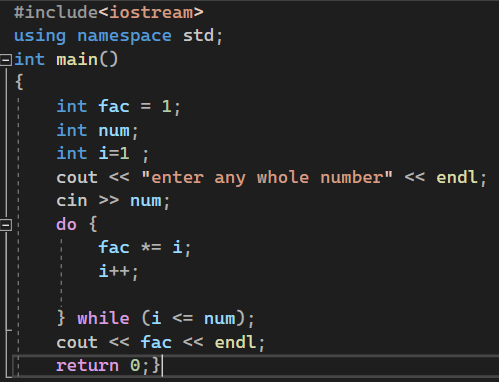 #include<iostream>
using namespace std;
int main()
{
int fac = 1;
int num;
int i=1 ;
cout << "enter any whole number" << endl;
cin >> num;
do {
fac *= i;
i++;
} while (i <= num);
cout << fac << endl;
return 0;}